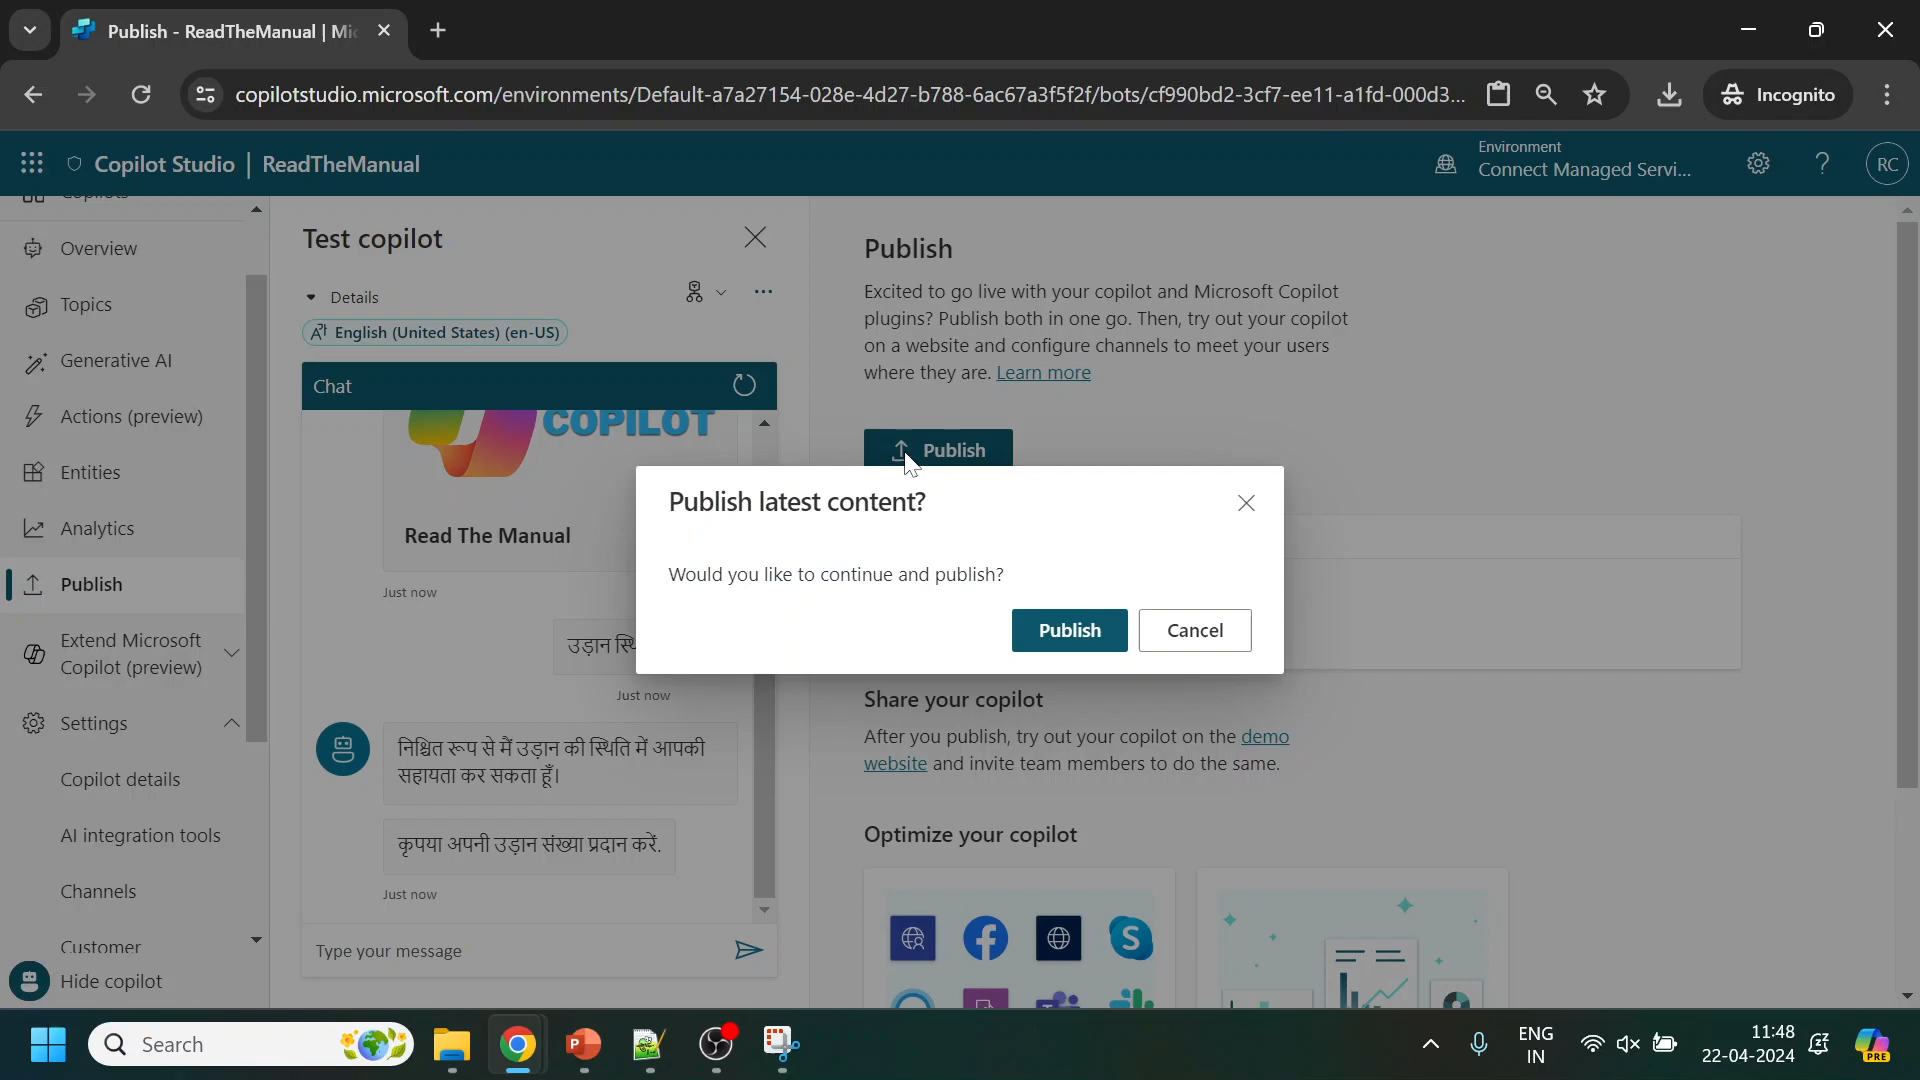 Publish - ReadTheManual | Mi
copilotstudio.microsoft.com/environments/Default-a7a27154-028e-4d27-b788-6ac67a3f5f2f/bots/cf990bd2-3cf7-ee11-a1fd-000d3...
Incognito
Copilot Studio | ReadTheManual
Environment
Connect Managed Servi...
RC
Overview
Topics
Generative AI
Actions (preview)
Entities
Analytics
Publish
Extend Microsoft
Copilot (preview)
Settings
Copilot details
AI integration tools
Channels
Customer
Hide copilot
Test copilot
Details
English (United States) (en-US)
Chat
COPILOT
Read The Manual
Just now
Just now
निश्चित रूप से मैं उड़ान की स्थिति में आपकी
सहायता कर सकता हूँ।
कृपया अपनी उड़ान संख्या प्रदान करें.
Just now
Type your message
Publish
Excited to go live with your copilot and Microsoft Copilot
plugins? Publish both in one go. Then, try out your copilot
on a website and configure channels to meet your users
where they are. Learn more
Publish
Publish latest content?
Would you like to continue and publish?
Publish
Cancel
Share your copilot
After you publish, try out your copilot on the demo
website and invite team members to do the same.
Optimize your copilot
Search
ENG
IN
11:48
22-04-2024
PRE